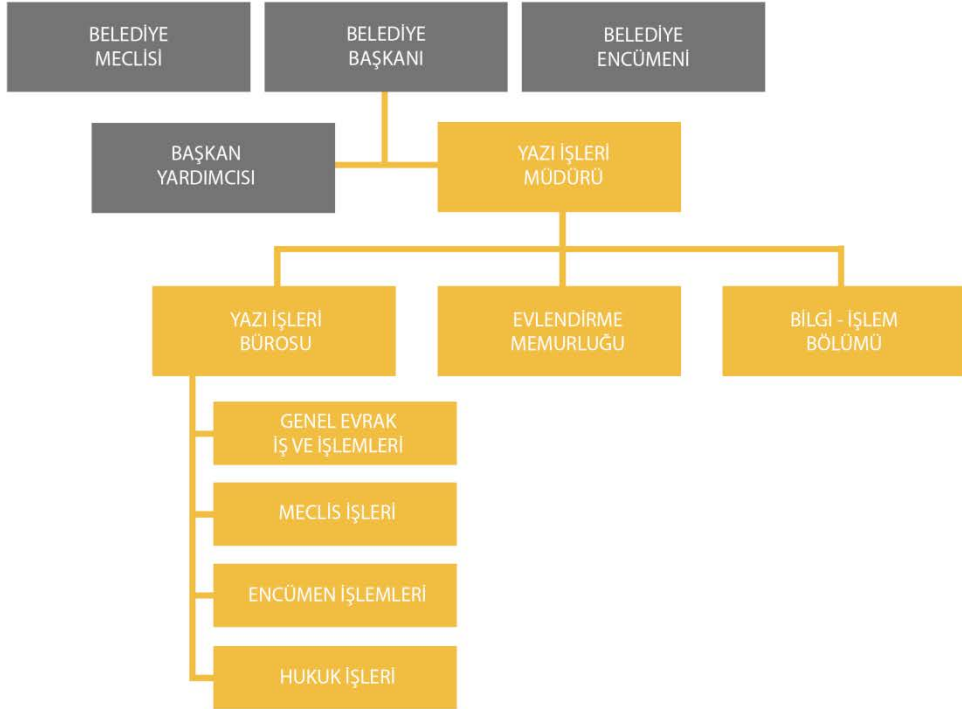 BELEDİYE
MECLİSİ
BELEDİYE
BAŞKANI
BELEDİYE
ENCÜMENİ
BAŞKAN
YARDIMCISI
YAZI İŞLERİ
MÜDÜRÜ
YAZI İŞLERİ
BÜROSU
EVLENDİRME
MEMURLUĞU
BİLGİ - İŞLEM
BÖLÜMÜ
GENEL EVRAK
İŞ VE İŞLEMLERİ
MECLİS İŞLERİ
ENCÜMEN İŞLEMLERİ
HUKUK İŞLERİ